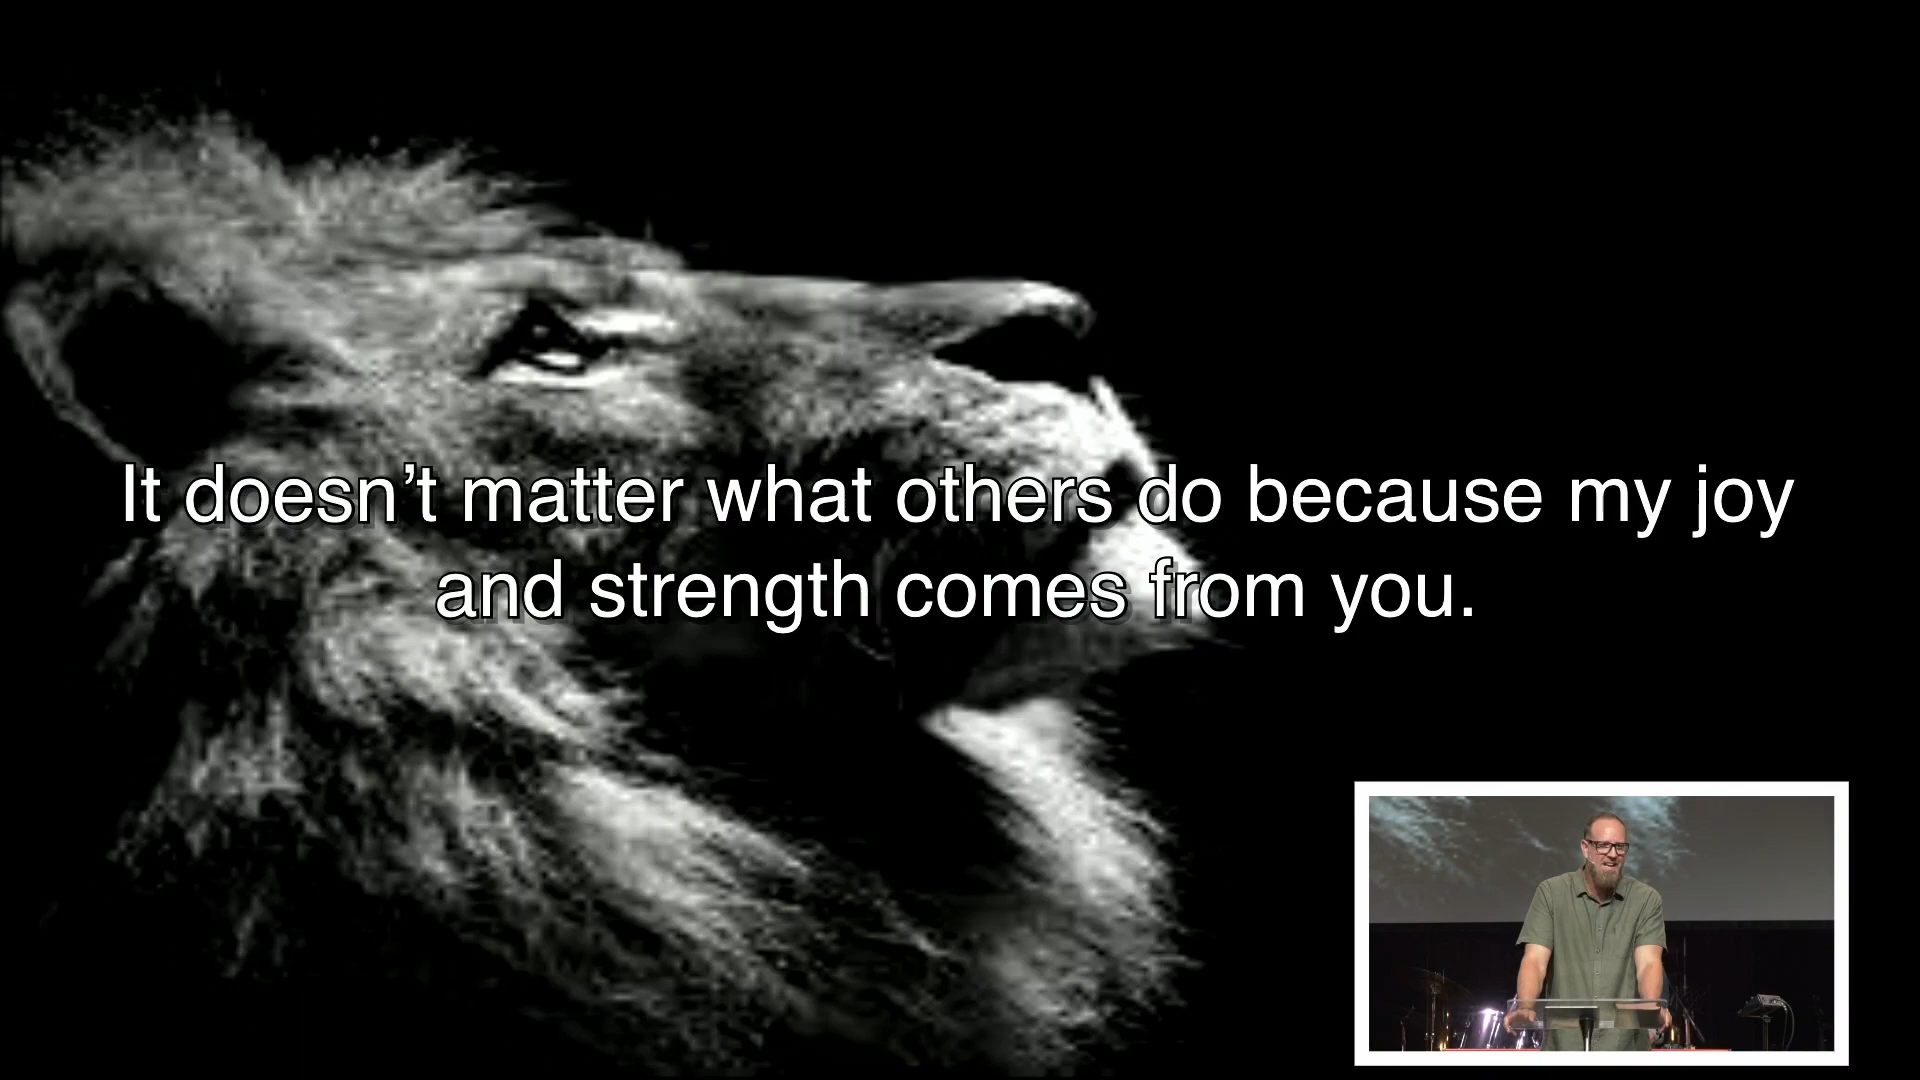 It doesn’t matter what others do because my joy
and strength comes from you.